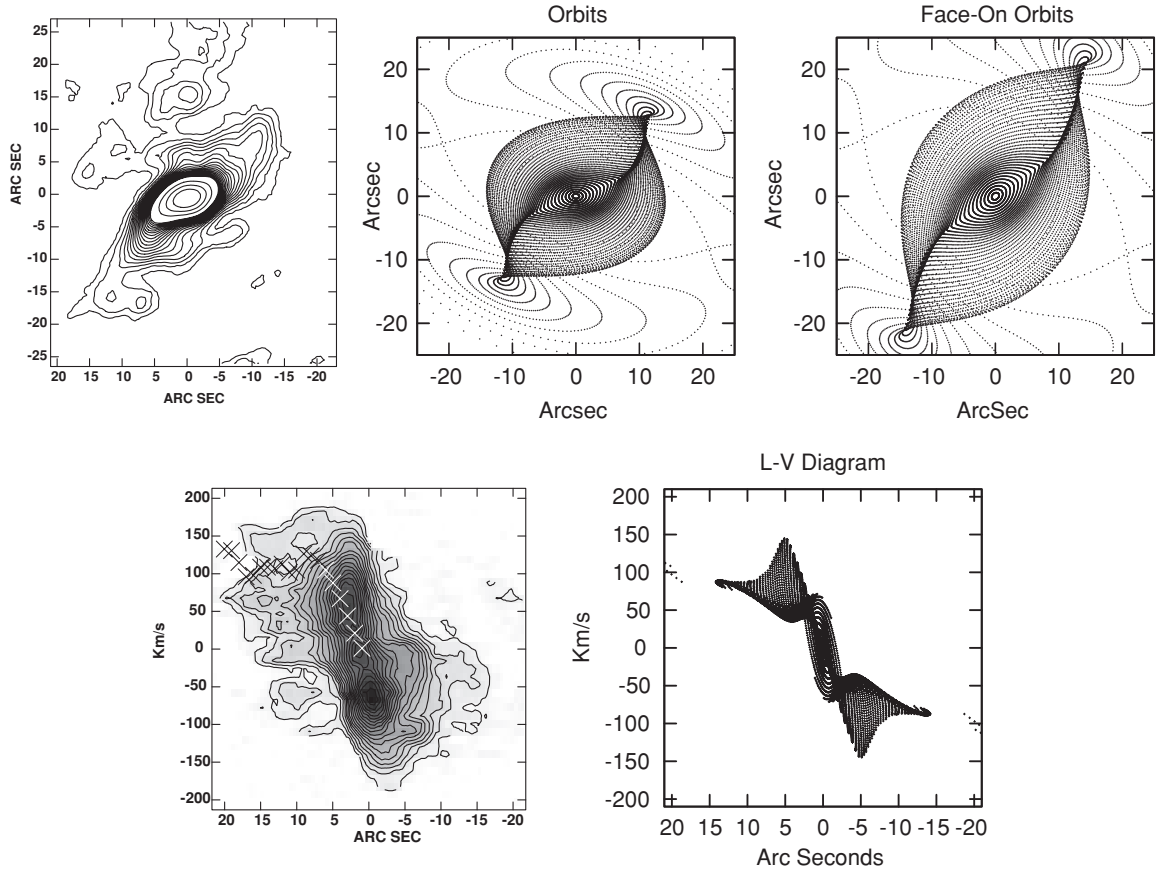 Orbits
Face-On Orbits
25
20
15
10
5
0
-5
-10
-15
-20
-25
ARC SEC
20 15 10 5 0 -5 -10 -15 -20
ARC SEC
20
10
0
-10
-20
Arcsec
-20 -10 0 10 20
Arcsec
20
10
0
-10
-20
Arcsec
-20 -10 0 10 20
ArcSec
200
150
100
50
0
-50
-100
-150
-200
Km/s
20 15 10 5 0 -5 -10 -15 -20
ARC SEC
L-V Diagram
200
150
100
50
0
-50
-100
-150
-200
Km/s
20 15 10 5 0 -5 -10 -15 -20
Arc Seconds